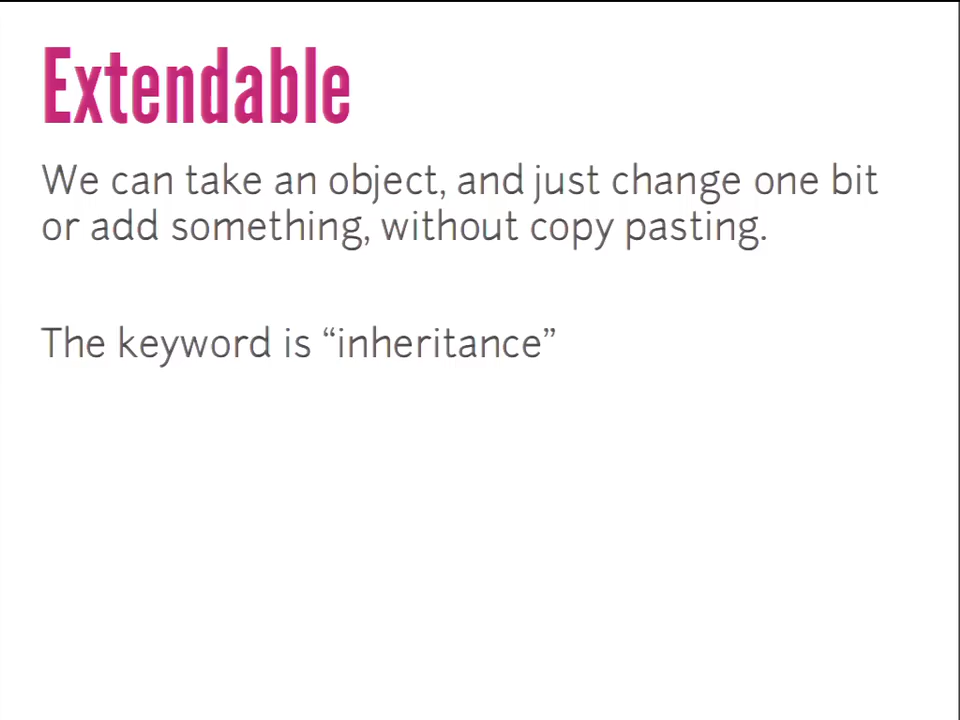 Extendable
We can take an object, and just change one bit
or add something, without copy pasting.
The keyword is “inheritance”